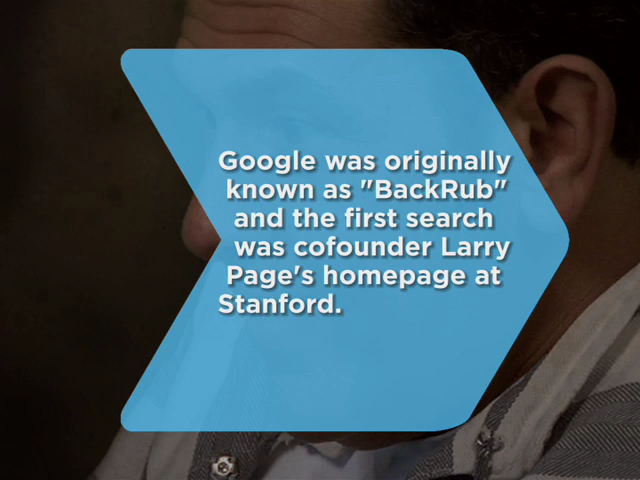 Google was originally
known as "BackRub"
and the first search
was cofounder Larry
Page's homepage at
Stanford.